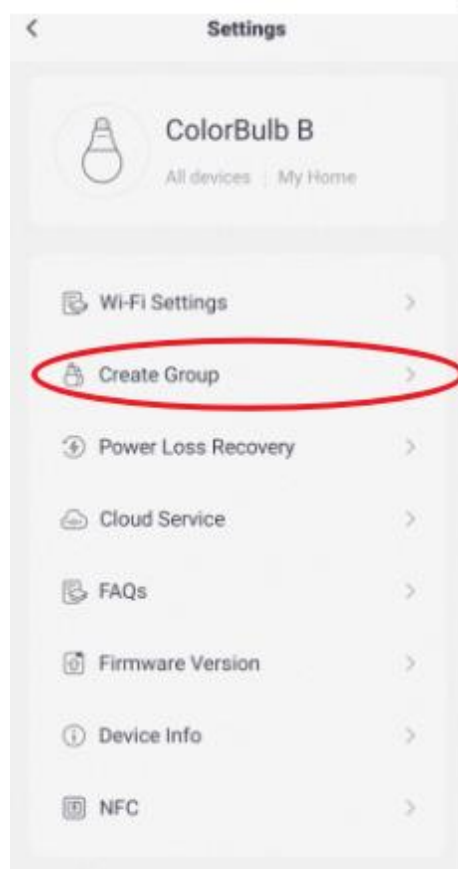 Settings
ColorBulb B
All devices | My Home
Wi-Fi Settings
Create Group
Power Loss Recovery
Cloud Service
FAQs
Firmware Version
Device Info
NFC